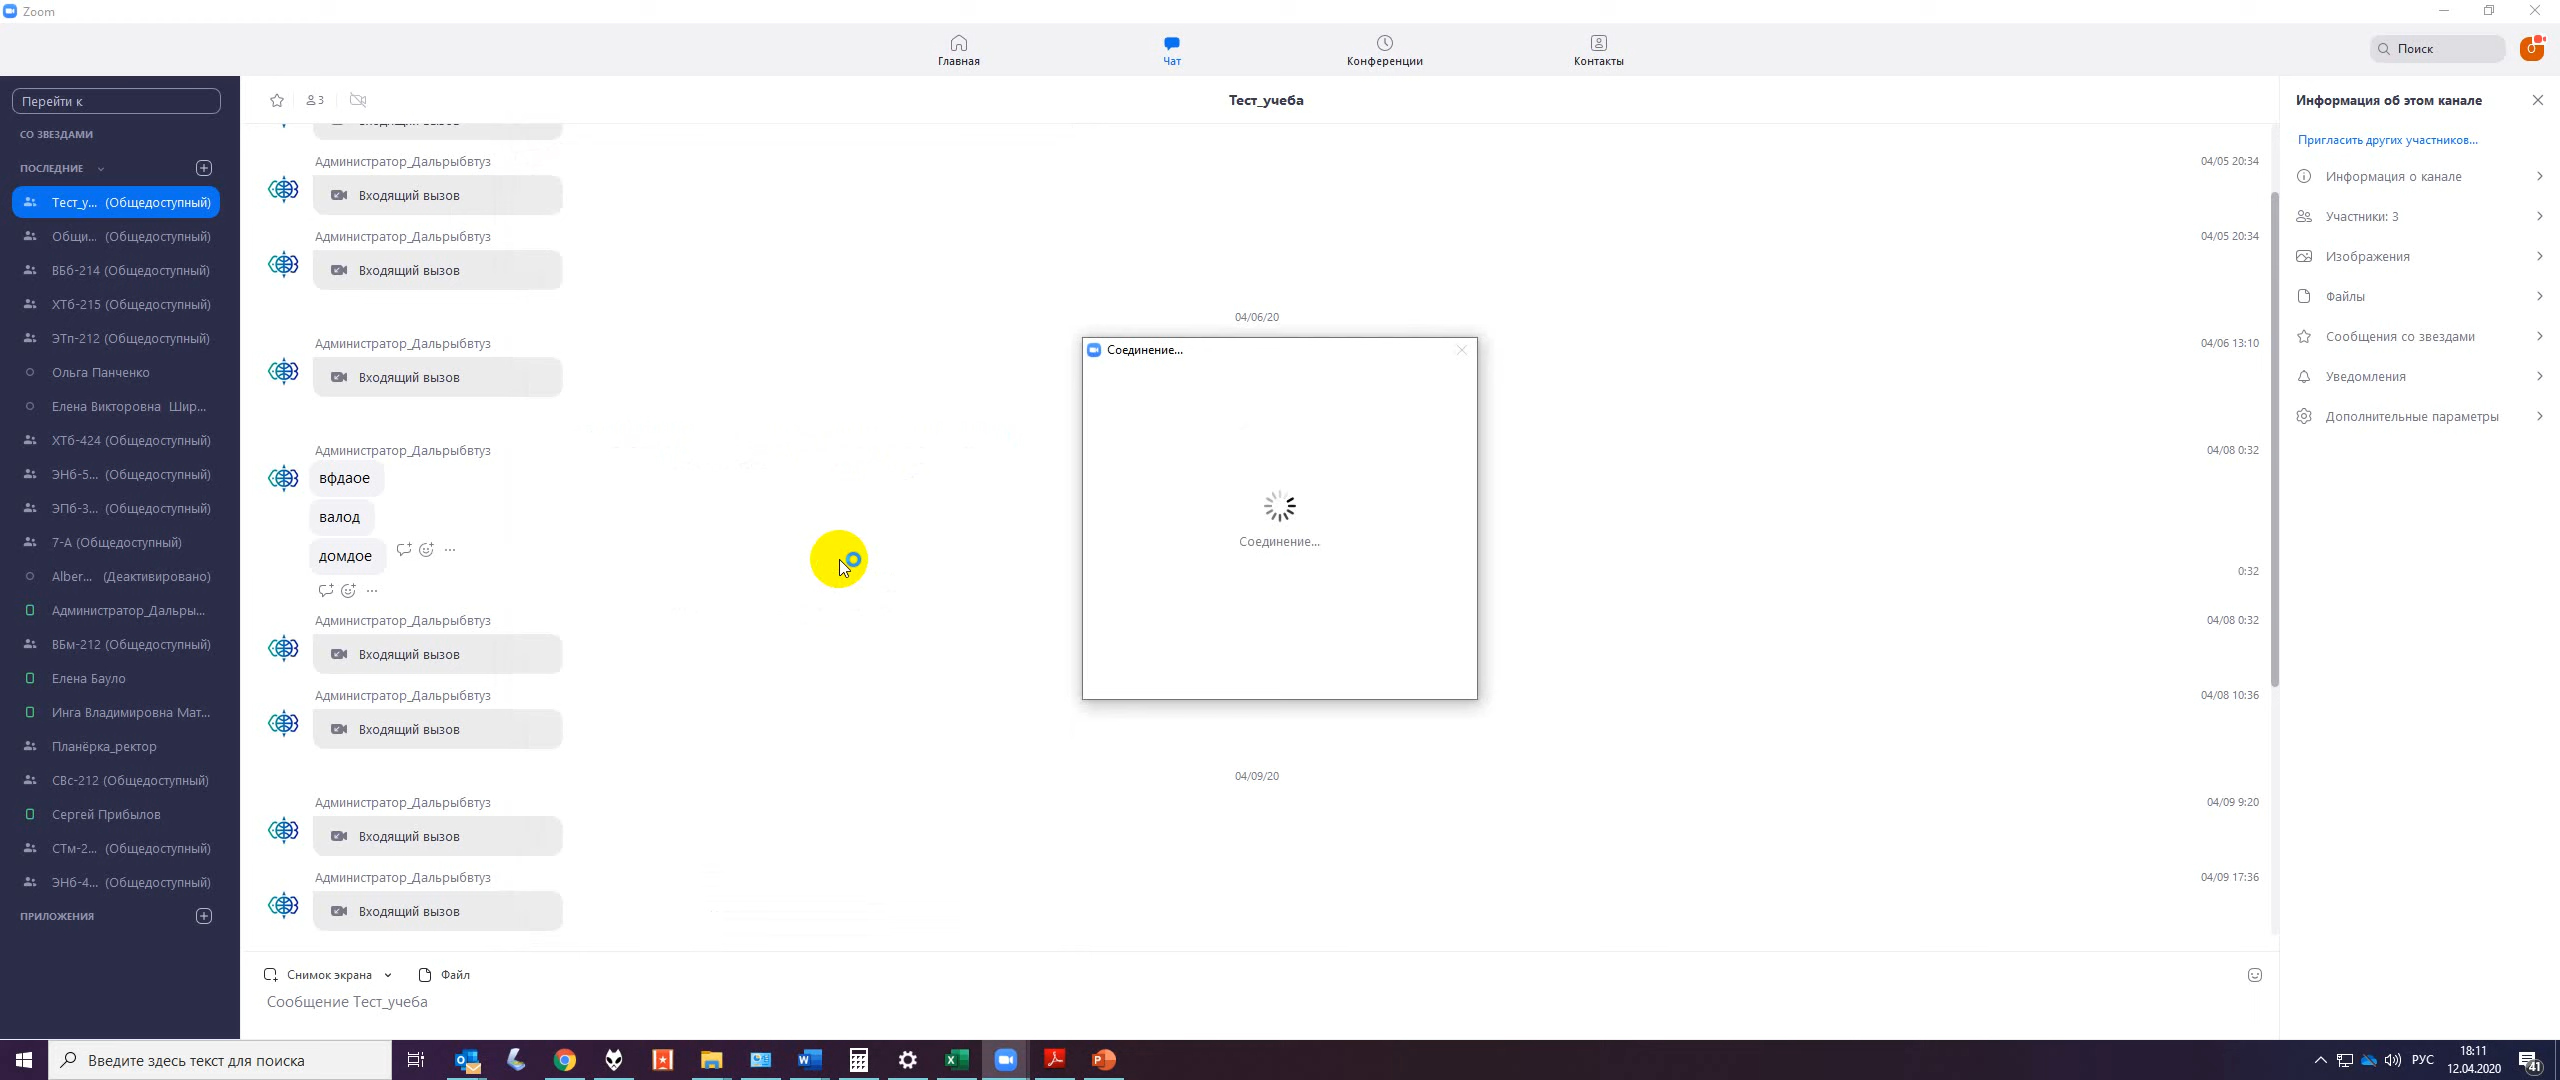 Zoom
Главная
Чат
Конференции
Контакты
Поиск
О
Перейти к
СО ЗВЕЗДАМИ
ПОСЛЕДНИЕ
Тест_у... (Общедоступный)
Общи... (Общедоступный)
ВБб-214 (Общедоступный)
ХТб-215 (Общедоступный)
ЭТп-212 (Общедоступный)
Ольга Панченко
Елена Викторовна Шир...
ХТб-424 (Общедоступный)
ЭНб-5... (Общедоступный)
ЭПб-3... (Общедоступный)
7-А (Общедоступный)
Alber... (Деактивировано)
Администратор_Дальры...
ВБм-212 (Общедоступный)
Елена Бауло
Инга Владимировна Мат...
Планёрка_ректор
СВс-212 (Общедоступный)
Сергей Прибылов
СТм-2... (Общедоступный)
ЭНб-4... (Общедоступный)
ПРИЛОЖЕНИЯ
3
Тест_учеба
Входящий вызов
Администратор_Дальрыбвтуз
04/05 20:34
Входящий вызов
Администратор_Дальрыбвтуз
04/05 20:34
Входящий вызов
04/06/20
Администратор_Дальрыбвтуз
04/06 13:10
Входящий вызов
Администратор_Дальрыбвтуз
04/08 0:32
вфдаое
валод
домдое
0:32
Администратор_Дальрыбвтуз
04/08 0:32
Входящий вызов
Администратор_Дальрыбвтуз
04/08 10:36
Входящий вызов
04/09/20
Администратор_Дальрыбвтуз
04/09 9:20
Входящий вызов
Администратор_Дальрыбвтуз
04/09 17:36
Входящий вызов
Соединение...
Соединение...
Снимок экрана
Файл
Сообщение Тест_учеба
Информация об этом канале
Пригласить других участников...
Информация о канале
Участники: 3
Изображения
Файлы
Сообщения со звездами
Уведомления
Дополнительные параметры
Введите здесь текст для поиска
РУС
18:11
12.04.2020
41